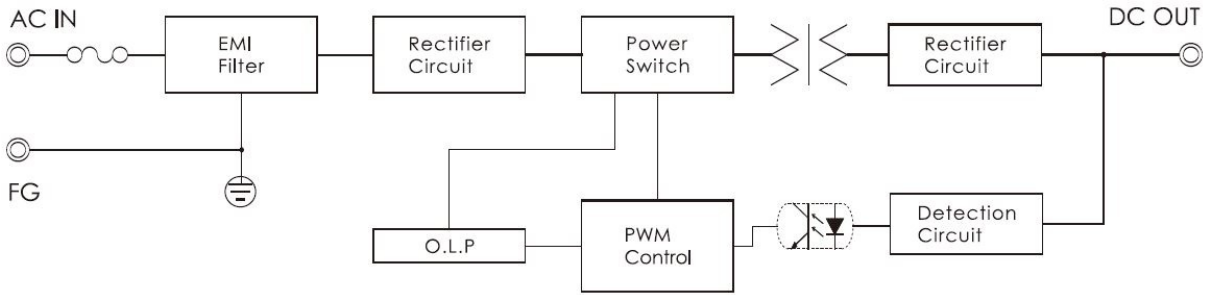 AC IN
DC OUT
EMI
Filter
Rectifier
Circuit
Power
Switch
Rectifier
Circuit
FG
O.L.P
PWM
Control
Detection
Circuit